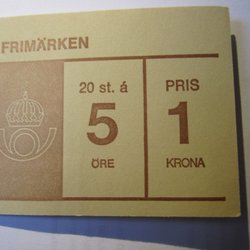 FRIMÄRKEN
20 st. á
5
ÖRE
PRIS
1
KRONA